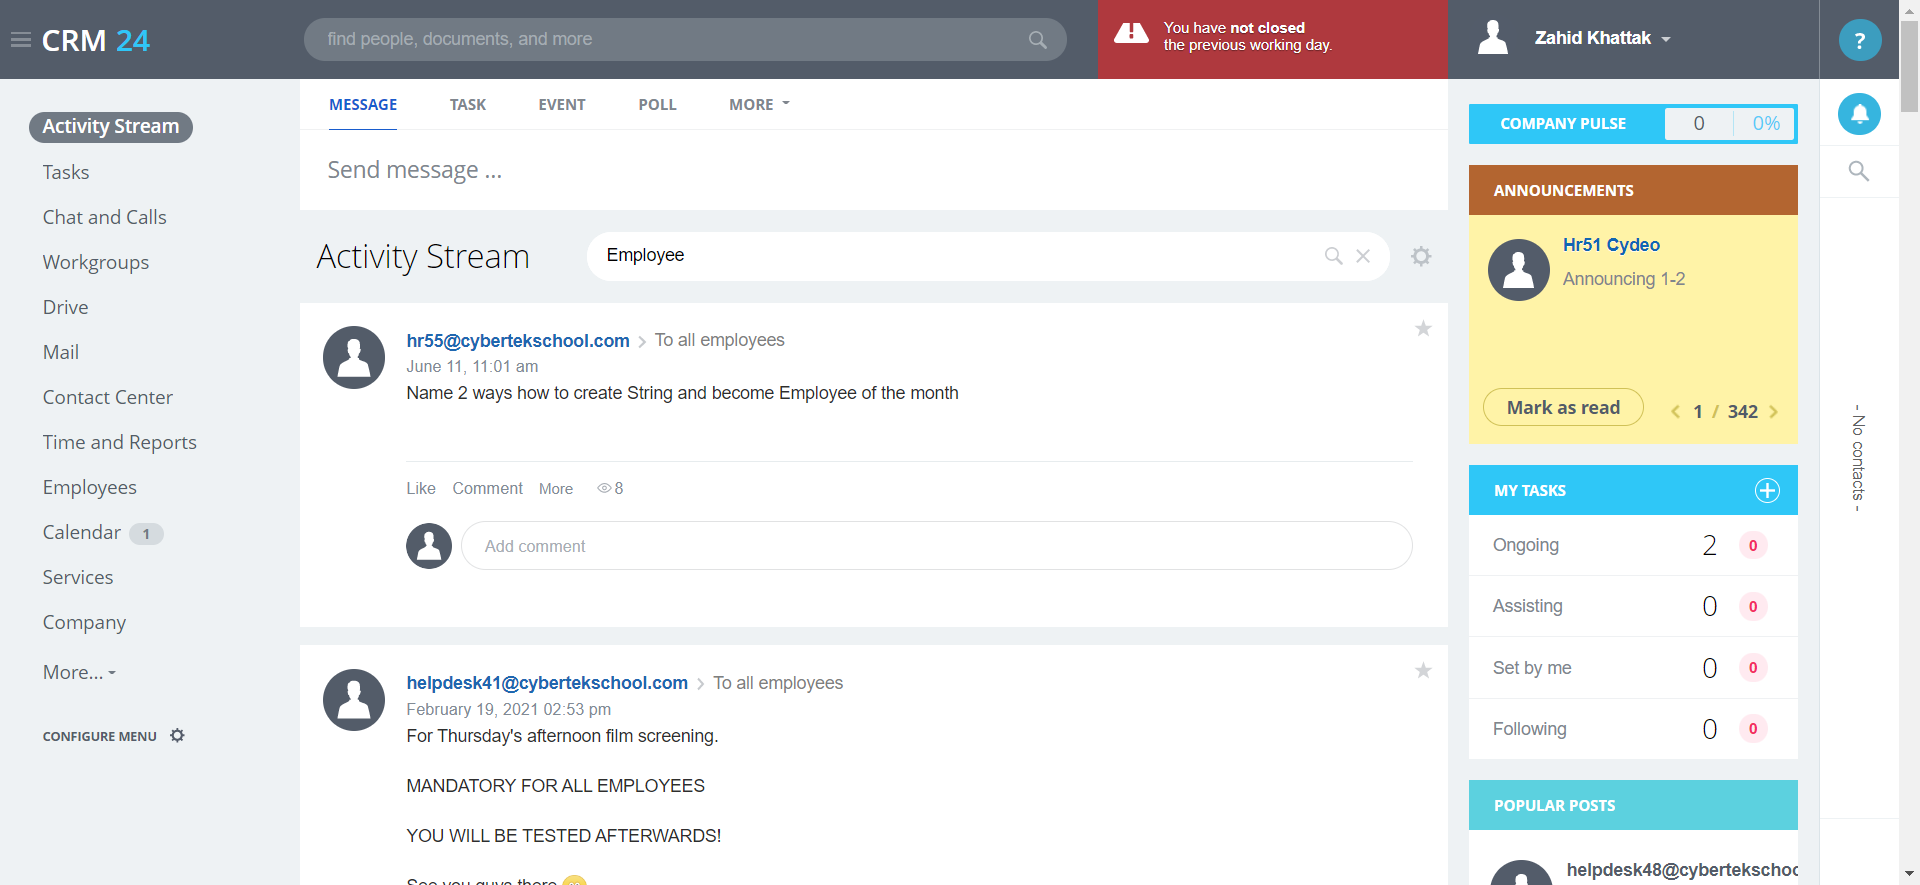 CRM 24
find people, documents, and more
You have not closed
the previous working day.
Zahid Khattak
?
Activity Stream
Tasks
Chat and Calls
Workgroups
Drive
Mail
Contact Center
Time and Reports
Employees
Calendar 1
Services
Company
More...
CONFIGURE MENU
MESSAGE TASK EVENT POLL MORE
Send message ...
Activity Stream
Employee
hr55@cybertekschool.com To all employees
June 11, 11:01 am
Name 2 ways how to create String and become Employee of the month
Like Comment More 8
Add comment
helpdesk41@cybertekschool.com To all employees
February 19, 2021 02:53 pm
For Thursday's afternoon film screening.
MANDATORY FOR ALL EMPLOYEES
YOU WILL BE TESTED AFTERWARDS!
See you guys there
COMPANY PULSE 0 0%
ANNOUNCEMENTS
Hr51 Cydeo
Announcing 1-2
Mark as read 1 / 342
MY TASKS
Ongoing 2 0
Assisting 0 0
Set by me 0 0
Following 0 0
POPULAR POSTS
helpdesk48@cybertekschoo
- No contacts -